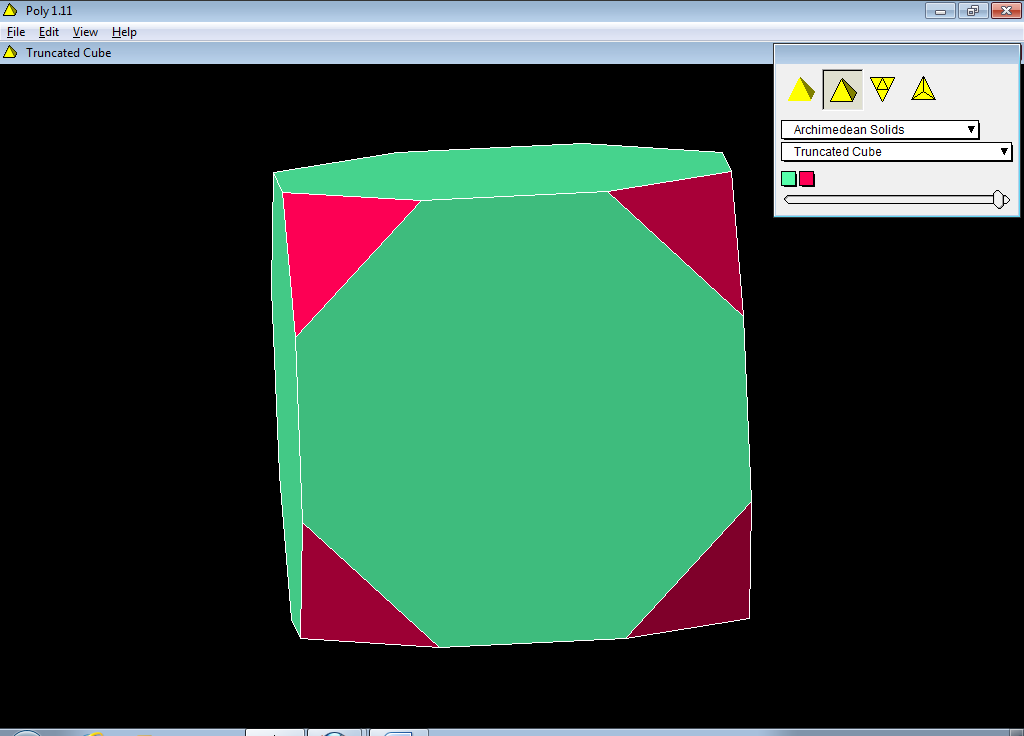 Poly 1.11
File Edit View Help
Truncated Cube
Archimedean Solids
Truncated Cube